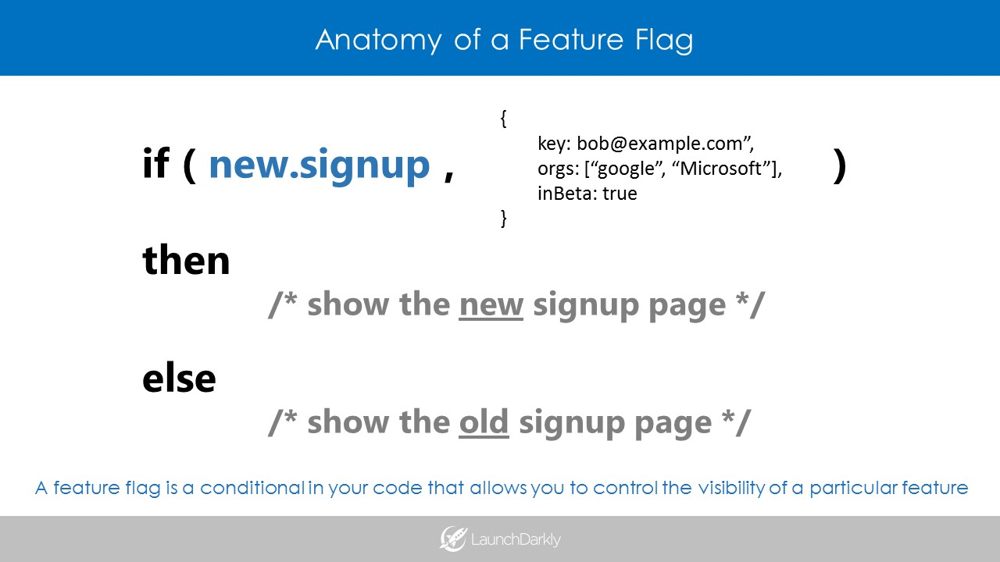 Anatomy of a Feature Flag
{
key: bob@example.com”,
if ( new.signup , orgs: [“google”, “Microsoft”], )
inBeta: true
}
then
/* show the new signup page */
else
/* show the old signup page */
A feature flag is a conditional in your code that allows you to control the visibility of a particular feature
LaunchDarkly